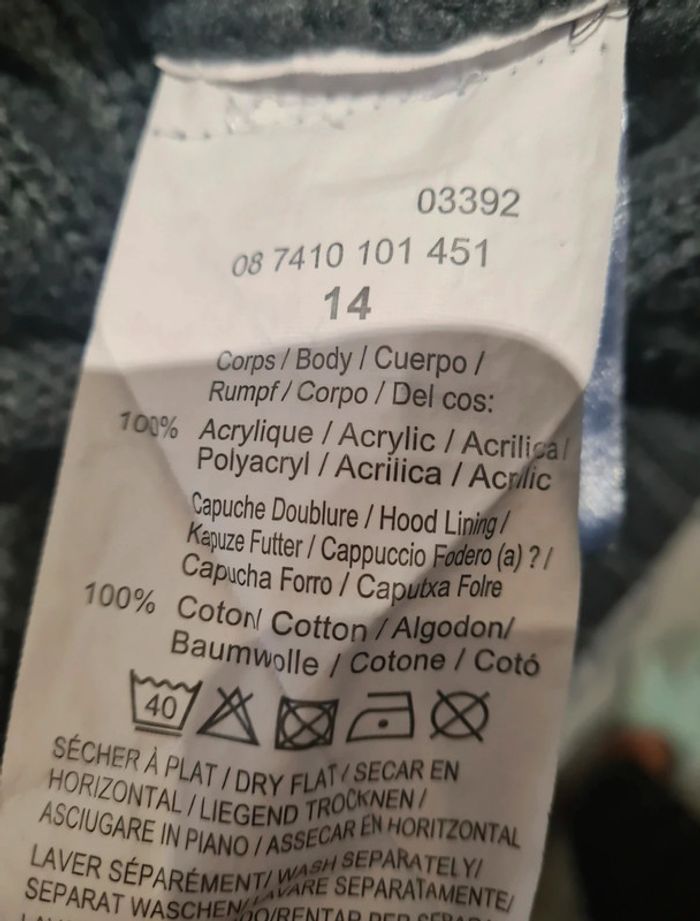 03392
08 7410 101 451
14
Corps / Body / Cuerpo /
Rumpf / Corpo / Del cos:
100% Acrylique / Acrylic / Acrilica /
Polyacryl / Acrilica / Acrilic
Capuche Doublure / Hood Lining /
Kapuze Futter / Cappuccio Fodero (a) ? /
Capucha Forro / Caputxa Folre
100% Coton/ Cotton / Algodon/
Baumwolle / Cotone / Cotó
40
SÉCHER À PLAT / DRY FLAT / SECAR EN
HORIZONTAL / LIEGEND TROCKNEN /
ASCIUGARE IN PIANO / ASSECAR EN HORITZONTAL
LAVER SÉPARÉMENT/ WASH SEPARATELY/
SEPARAT WASCHEN/ LAVARE SEPARATAMENTE/